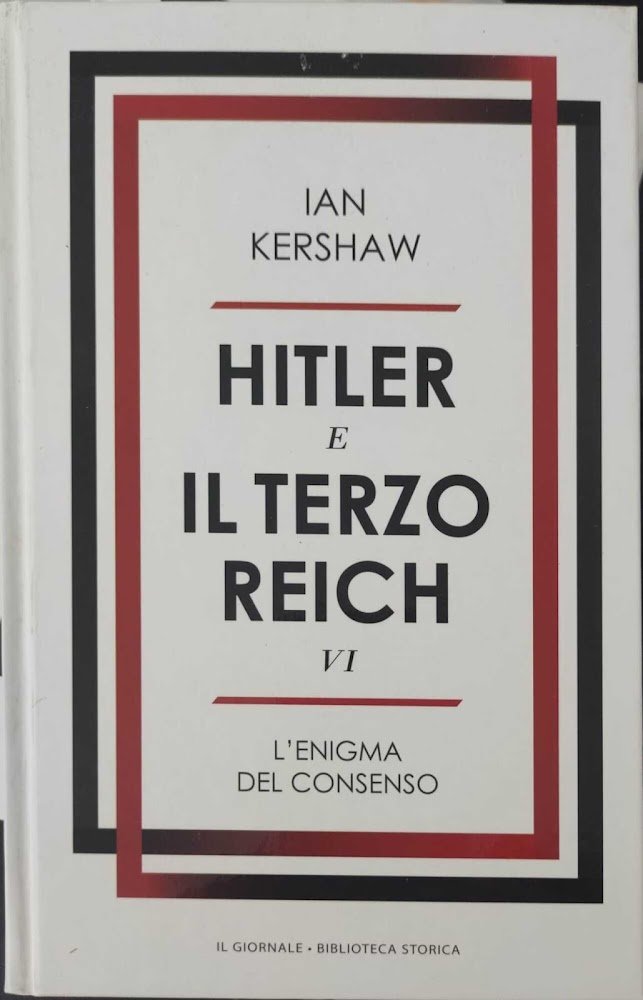 IAN
KERSHAW
HITLER
E
IL TERZO
REICH
VI
L'ENIGMA
DEL CONSENSO
IL GIORNALE • BIBLIOTECA STORICA